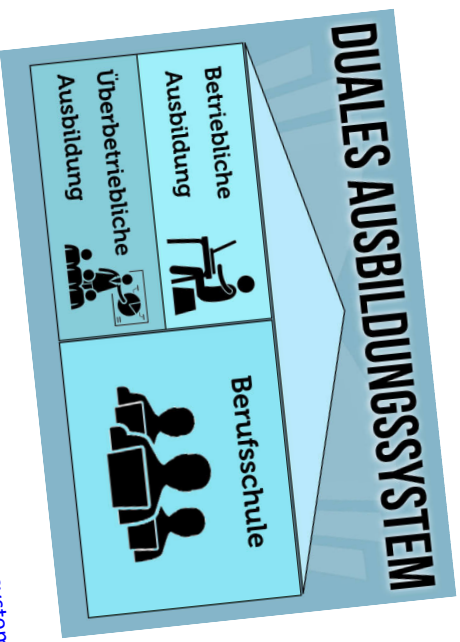 DUALES AUSBILDUNGSSYSTEM
Betriebliche
Ausbildung
Überbetriebliche
Ausbildung
Berufsschule